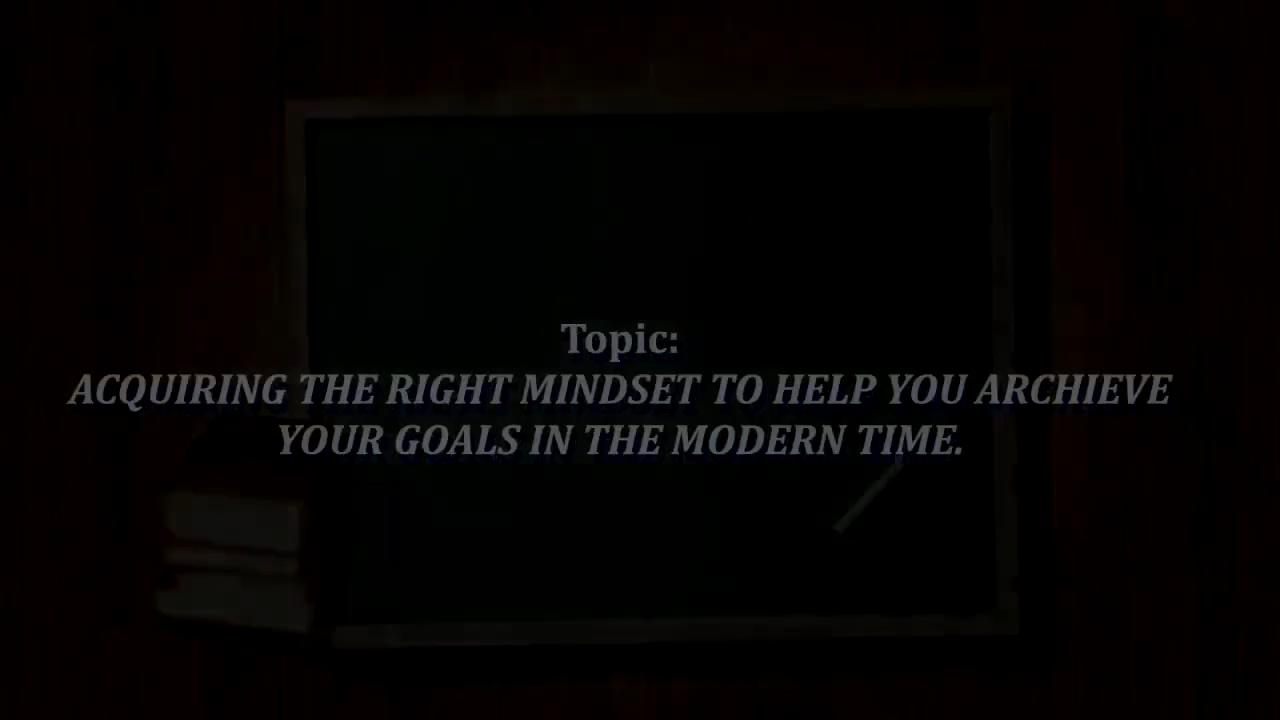 Topic:
ACQUIRING THE RIGHT MINDSET TO HELP YOU ARCHIEVE
YOUR GOALS IN THE MODERN TIME.